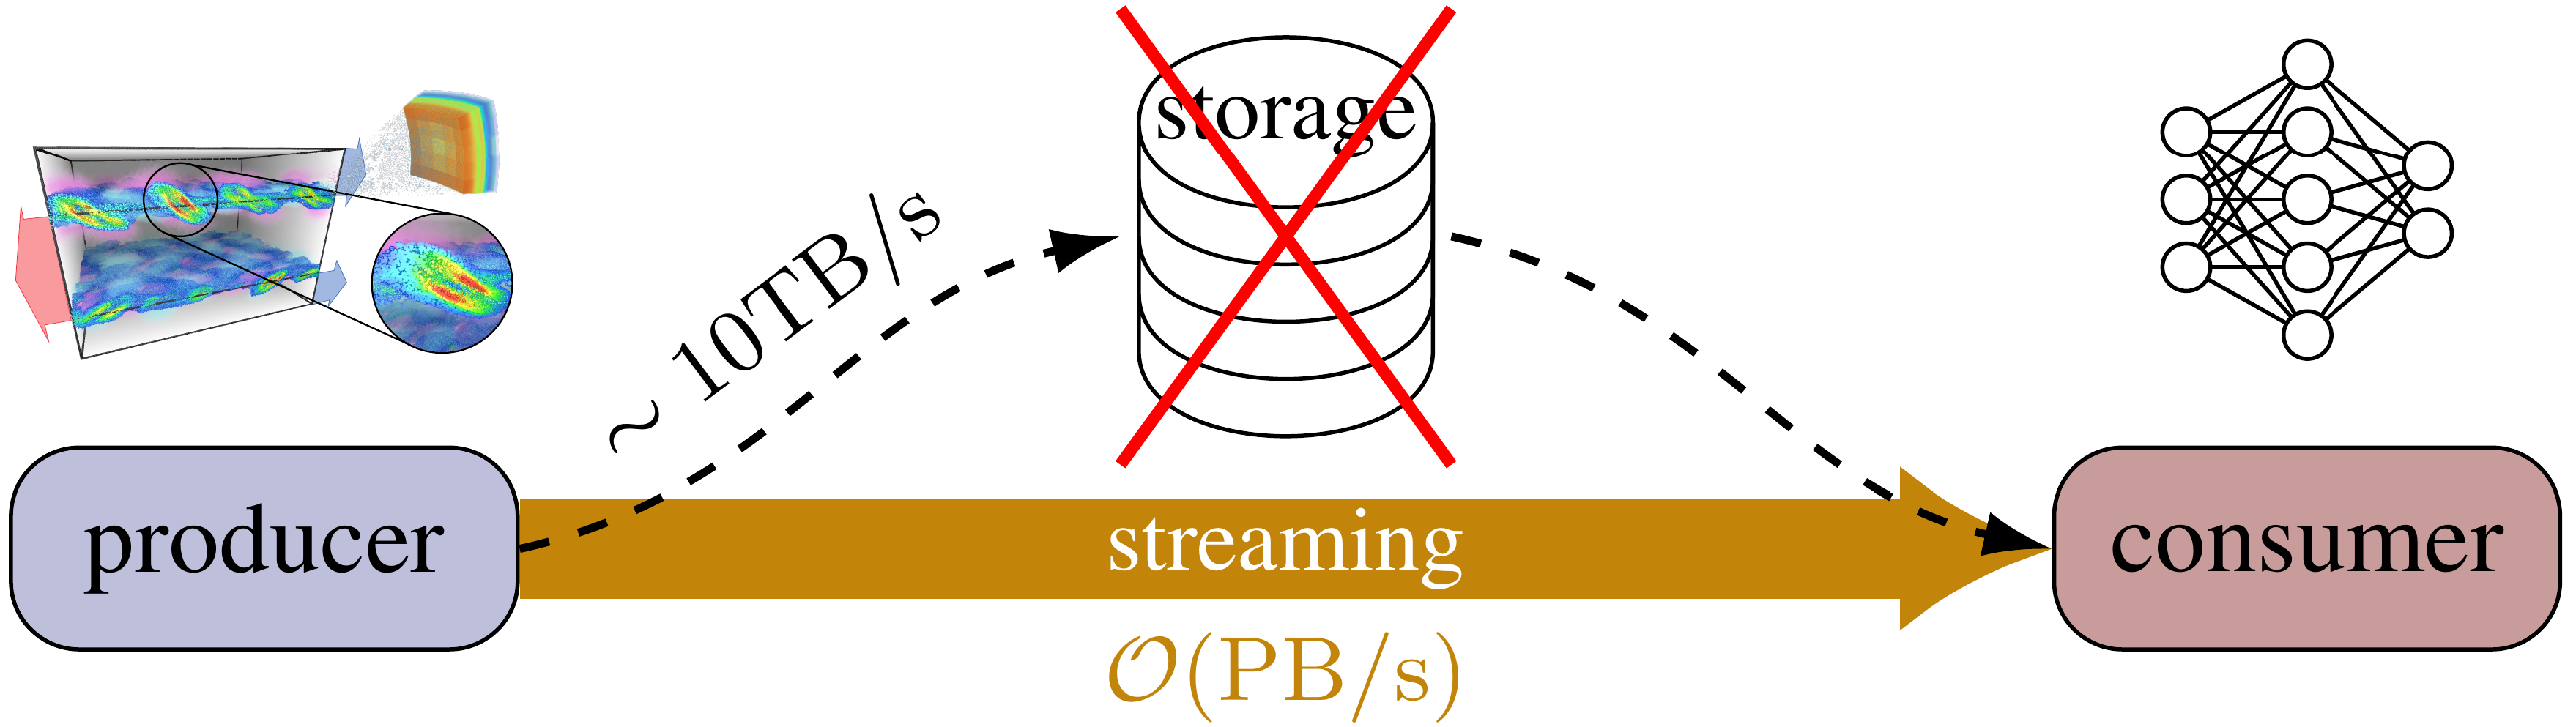 storage
~ 10TB/s
producer
streaming
consumer
𝒪(PB/s)